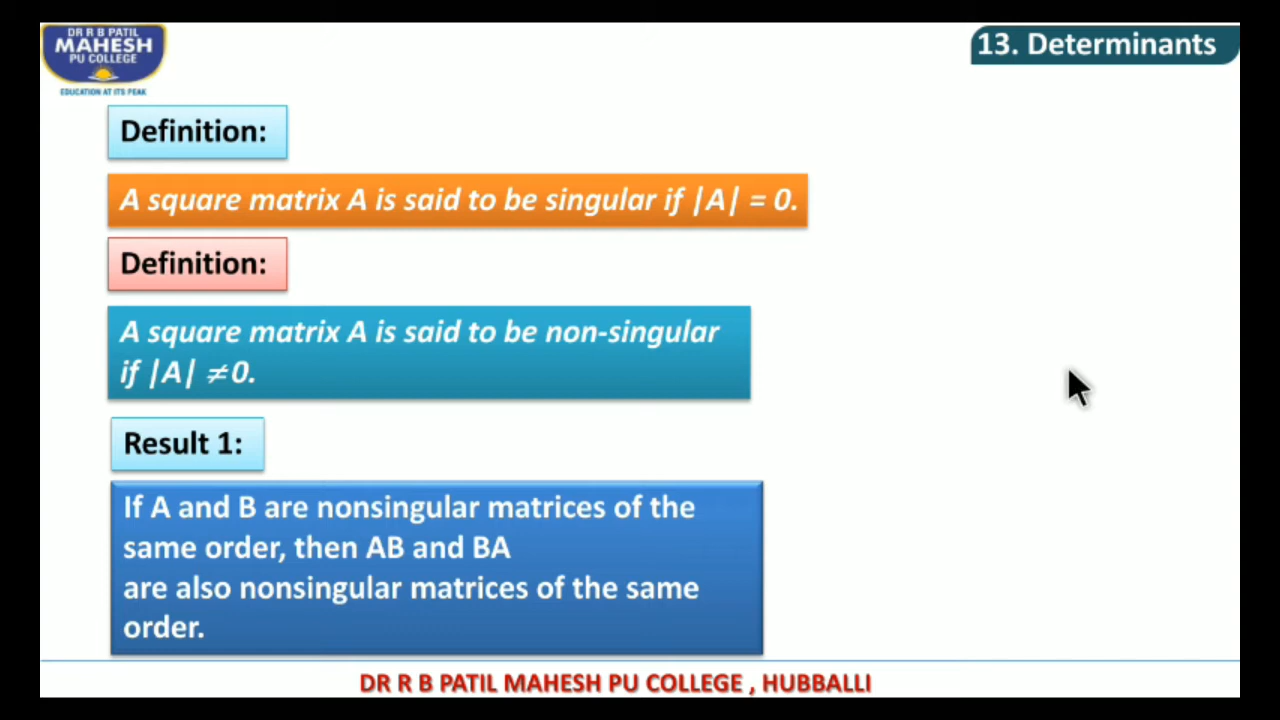 DR R B PATIL
MAHESH
PU COLLEGE
EDUCATION AT ITS PEAK
13. Determinants
Definition:
A square matrix A is said to be singular if |A| = 0.
Definition:
A square matrix A is said to be non-singular
if |A| ≠0.
Result 1:
If A and B are nonsingular matrices of the
same order, then AB and BA
are also nonsingular matrices of the same
order.
DR R B PATIL MAHESH PU COLLEGE , HUBBALLI